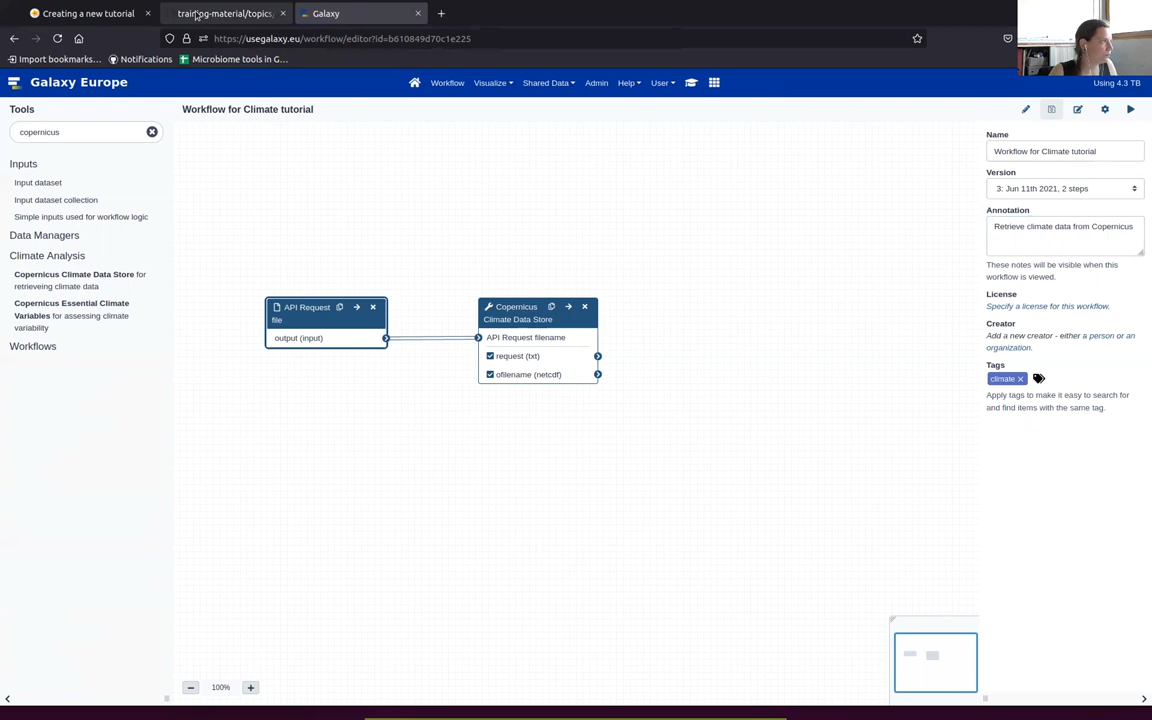 Creating a new tutorial
training-material/topics
Galaxy
https://usegalaxy.eu/workflow/editor?id=b610849d70c1e225
Import bookmarks...
Notifications
Microbiome tools in G...
Galaxy Europe
Workflow Visualize Shared Data Admin Help User
Using 4.3 TB
Tools
copernicus
Inputs
Input dataset
Input dataset collection
Simple inputs used for workflow logic
Data Managers
Climate Analysis
Copernicus Climate Data Store for
retrieveing climate data
Copernicus Essential Climate
Variables for assessing climate
variability
Workflows
Workflow for Climate tutorial
API Request
file
output (input)
Copernicus
Climate Data Store
API Request filename
request (txt)
ofilename (netcdf)
100%
Name
Workflow for Climate tutorial
Version
3: Jun 11th 2021, 2 steps
Annotation
Retrieve climate data from Copernicus
These notes will be visible when this
workflow is viewed.
License
Specify a license for this workflow.
Creator
Add a new creator - either a person or an
organization.
Tags
climate
Apply tags to make it easy to search for
and find items with the same tag.